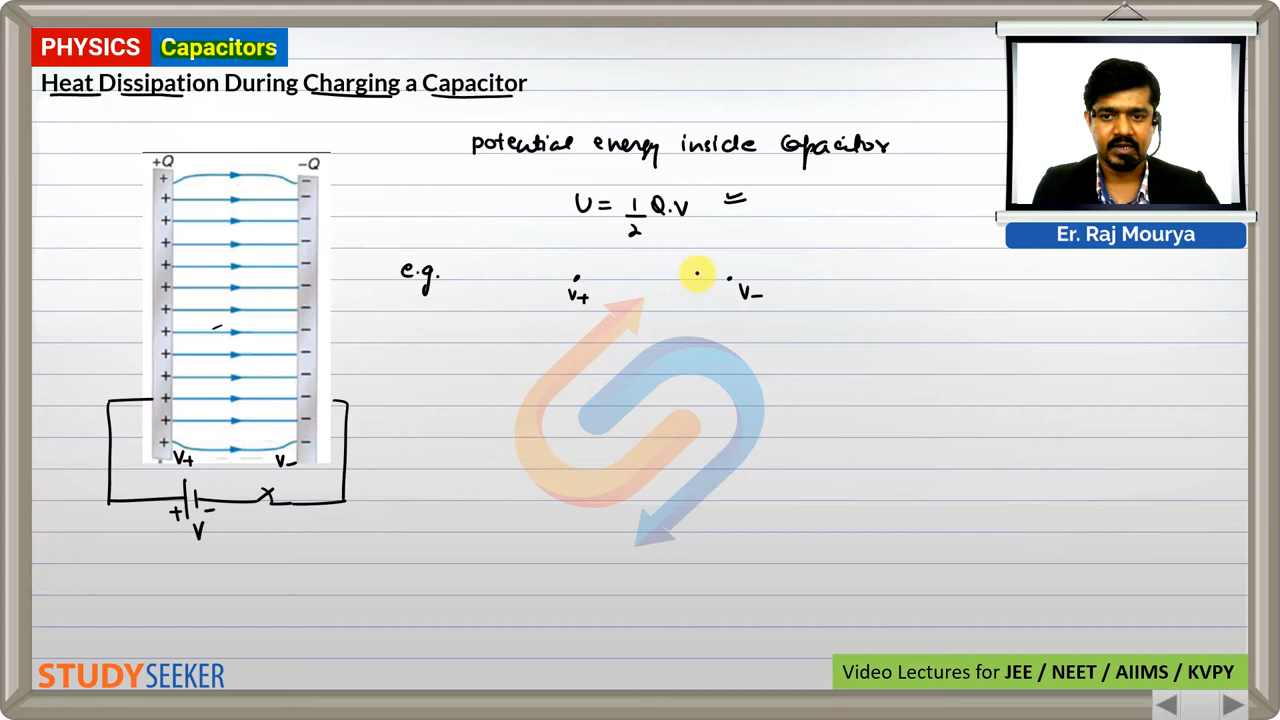 PHYSICS Capacitors
Heat Dissipation During Charging a Capacitor
Er. Raj Mourya
potential energy inside Capacitor
U = 1/2 Q.V
e.g.
V+ V-
+Q -Q
+ -
+ -
+ -
+ -
+ -
+ -
+ -
+ -
+ -
+ -
+ -
+ -
+ -
V+ V-
+ -
V
STUDYSEEKER
Video Lectures for JEE / NEET / AIIMS / KVPY